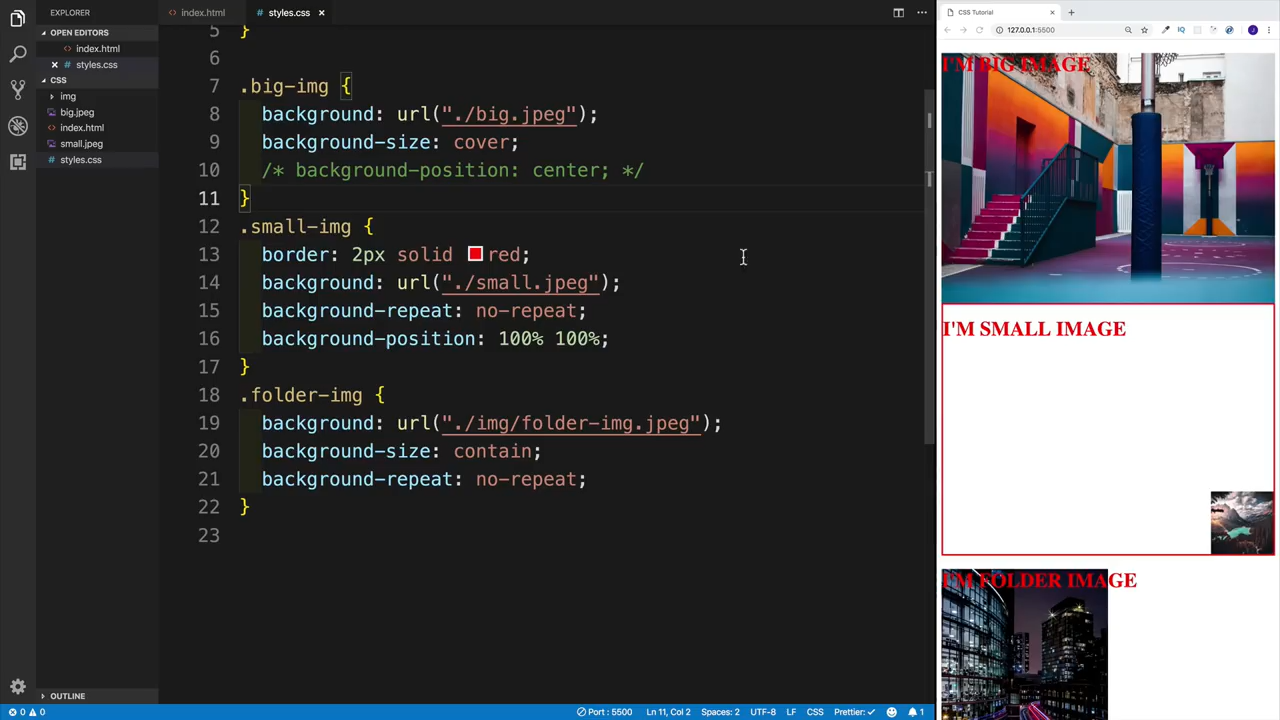 EXPLORER
OPEN EDITORS
index.html
styles.css
CSS
img
big.jpeg
index.html
small.jpeg
styles.css
OUTLINE
index.html
styles.css
5 }
6
7 .big-img {
8 background: url("./big.jpeg");
9 background-size: cover;
10 /* background-position: center; */
11 }
12 .small-img {
13 border: 2px solid red;
14 background: url("./small.jpeg");
15 background-repeat: no-repeat;
16 background-position: 100% 100%;
17 }
18 .folder-img {
19 background: url("./img/folder-img.jpeg");
20 background-size: contain;
21 background-repeat: no-repeat;
22 }
23
0 0 Port : 5500 Ln 11, Col 2 Spaces: 2 UTF-8 LF CSS Prettier: ✓ 1
CSS Tutorial
127.0.0.1:5500
IQ
J
I'M BIG IMAGE
I'M SMALL IMAGE
I'M FOLDER IMAGE